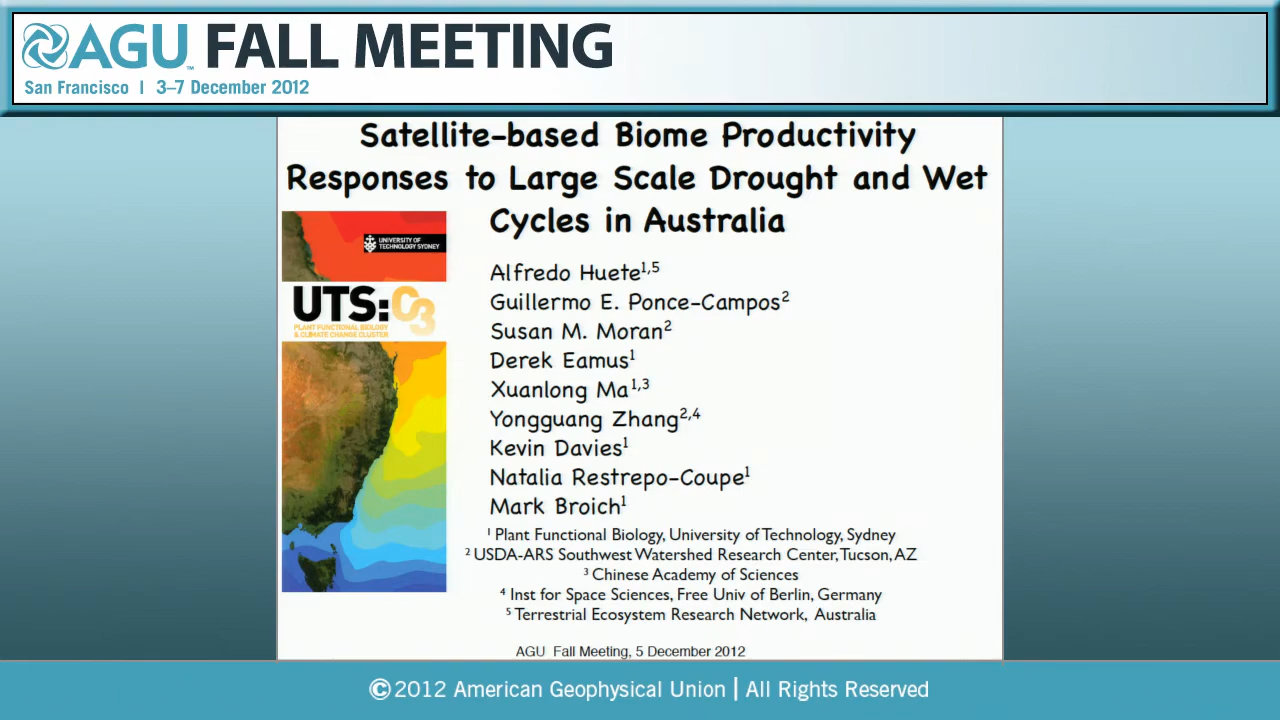 AGU™ FALL MEETING
San Francisco | 3–7 December 2012
Satellite-based Biome Productivity
Responses to Large Scale Drought and Wet
Cycles in Australia
UNIVERSITY OF
TECHNOLOGY SYDNEY
UTS:C3
PLANT FUNCTIONAL BIOLOGY
& CLIMATE CHANGE CLUSTER
Alfredo Huete1,5
Guillermo E. Ponce-Campos2
Susan M. Moran2
Derek Eamus1
Xuanlong Ma1,3
Yongguang Zhang2,4
Kevin Davies1
Natalia Restrepo-Coupe1
Mark Broich1
1 Plant Functional Biology, University of Technology, Sydney
2 USDA-ARS Southwest Watershed Research Center, Tucson, AZ
3 Chinese Academy of Sciences
4 Inst for Space Sciences, Free Univ of Berlin, Germany
5 Terrestrial Ecosystem Research Network, Australia
AGU Fall Meeting, 5 December 2012
©2012 American Geophysical Union | All Rights Reserved